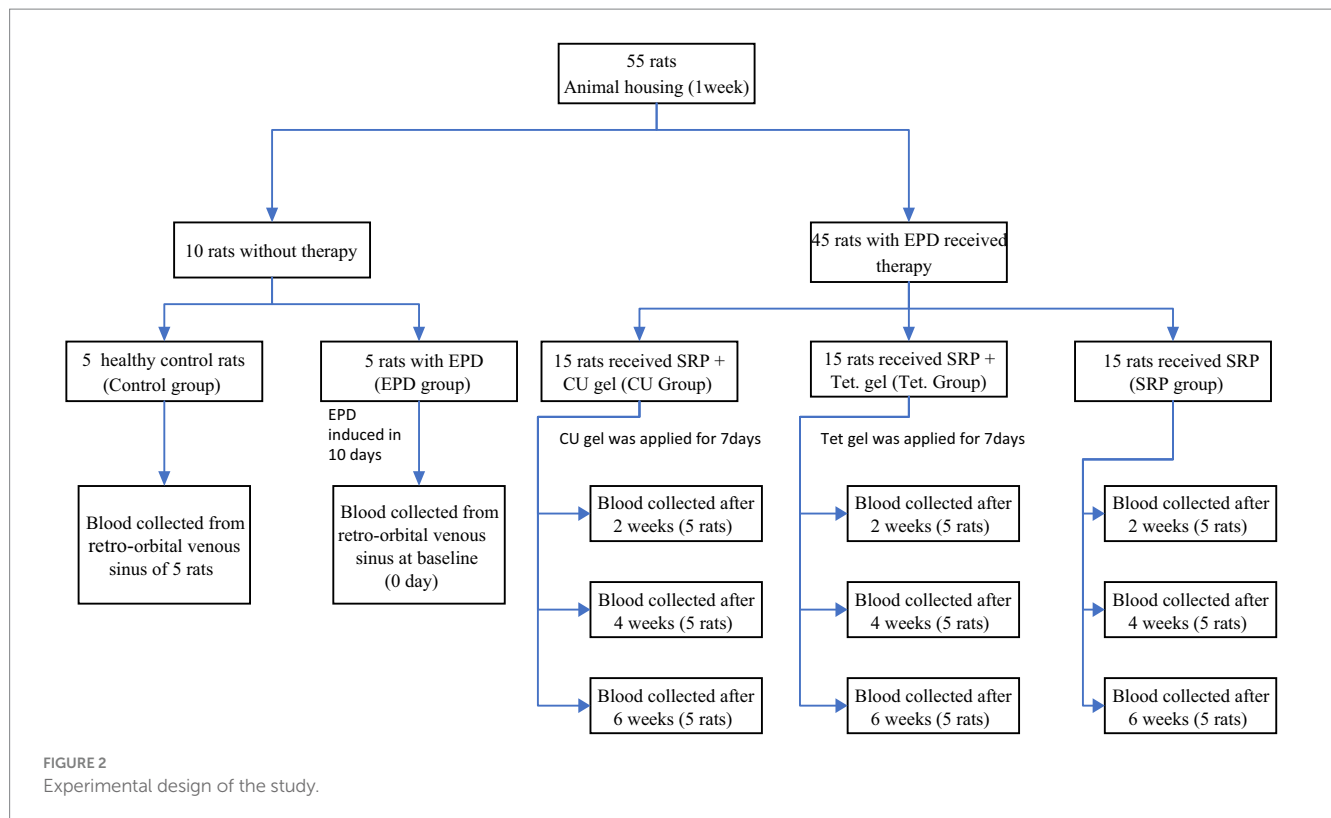 55 rats
Animal housing (1week)
10 rats without therapy
45 rats with EPD received
therapy
5 healthy control rats
(Control group)
5 rats with EPD
(EPD group)
15 rats received SRP +
CU gel (CU Group)
15 rats received SRP +
Tet. gel (Tet. Group)
15 rats received SRP
(SRP group)
EPD
induced in
10 days
CU gel was applied for 7days
Tet gel was applied for 7days
Blood collected from
retro-orbital venous
sinus of 5 rats
Blood collected from
retro-orbital venous
sinus at baseline
(0 day)
Blood collected after
2 weeks (5 rats)
Blood collected after
2 weeks (5 rats)
Blood collected after
2 weeks (5 rats)
Blood collected after
4 weeks (5 rats)
Blood collected after
4 weeks (5 rats)
Blood collected after
4 weeks (5 rats)
Blood collected after
6 weeks (5 rats)
Blood collected after
6 weeks (5 rats)
Blood collected after
6 weeks (5 rats)
FIGURE 2
Experimental design of the study.